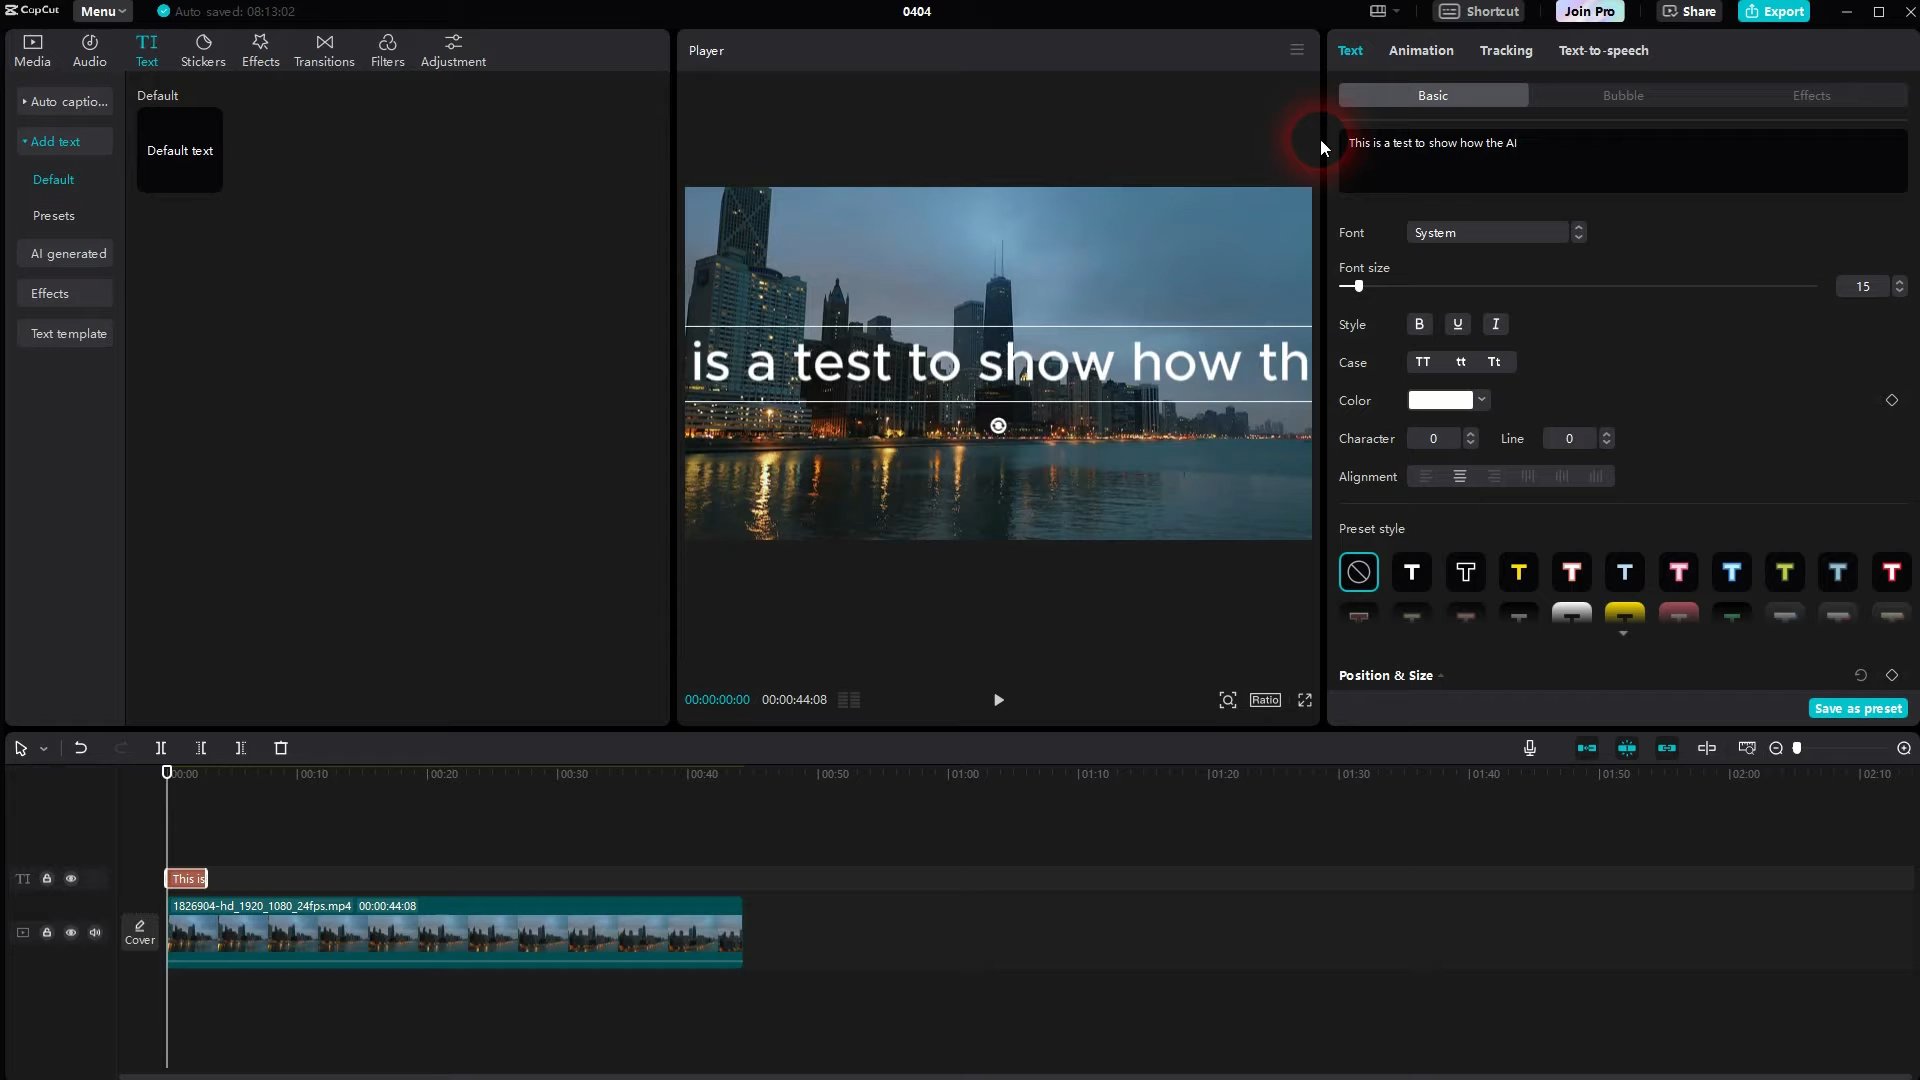 CapCut Menu Auto saved: 08:13:02 0404 Shortcut Join Pro Share Export
Media Audio Text Stickers Effects Transitions Filters Adjustment
TI
Auto captio...
Add text
Default
Presets
AI generated
Effects
Text template
Default
Default text
Player
is a test to show how th
00:00:00:00 00:00:44:08
Ratio
Text Animation Tracking Text-to-speech
Basic Bubble Effects
This is a test to show how the AI
Font System
Font size
15
Style B U I
Case TT tt Tt
Color
Character 0 Line 0
Alignment
Preset style
T T T T T T T T T T
Position & Size
Save as preset
00:00 00:10 00:20 00:30 00:40 00:50 01:00 01:10 01:20 01:30 01:40 01:50 02:00 02:10
TI This is
1826904-hd_1920_1080_24fps.mp4 00:00:44:08
Cover